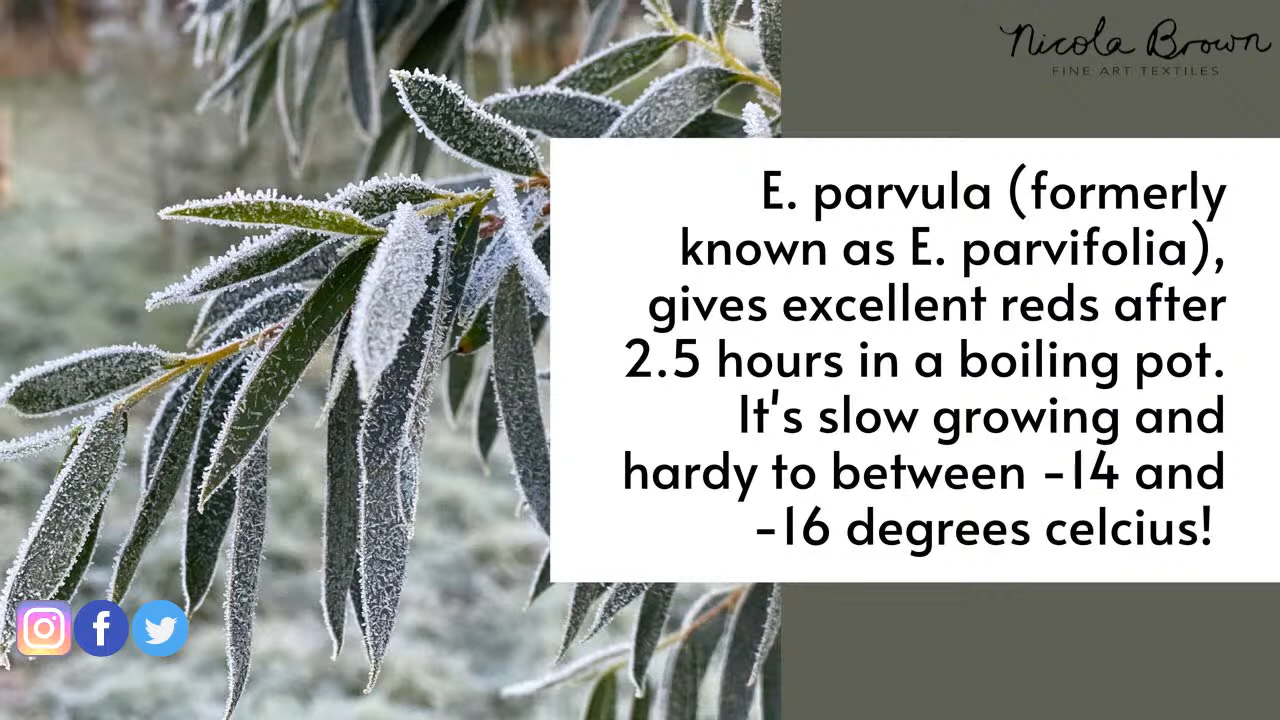 Nicola Brown
FINE ART TEXTILES
E. parvula (formerly
known as E. parvifolia),
gives excellent reds after
2.5 hours in a boiling pot.
It's slow growing and
hardy to between -14 and
-16 degrees celcius!